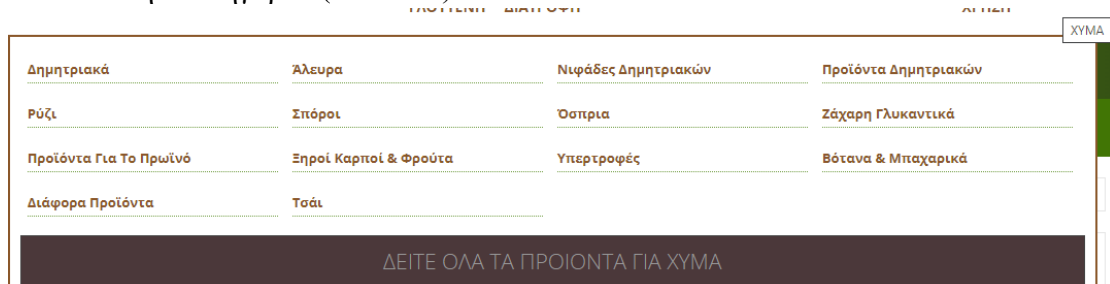 ΧΥΜΑ
Δημητριακά Άλευρα Νιφάδες Δημητριακών Προϊόντα Δημητριακών
Ρύζι Σπόροι Όσπρια Ζάχαρη Γλυκαντικά
Προϊόντα Για Το Πρωϊνό Ξηροί Καρποί & Φρούτα Υπερτροφές Βότανα & Μπαχαρικά
Διάφορα Προϊόντα Τσάι
ΔΕΙΤΕ ΟΛΑ ΤΑ ΠΡΟΙΟΝΤΑ ΓΙΑ ΧΥΜΑ